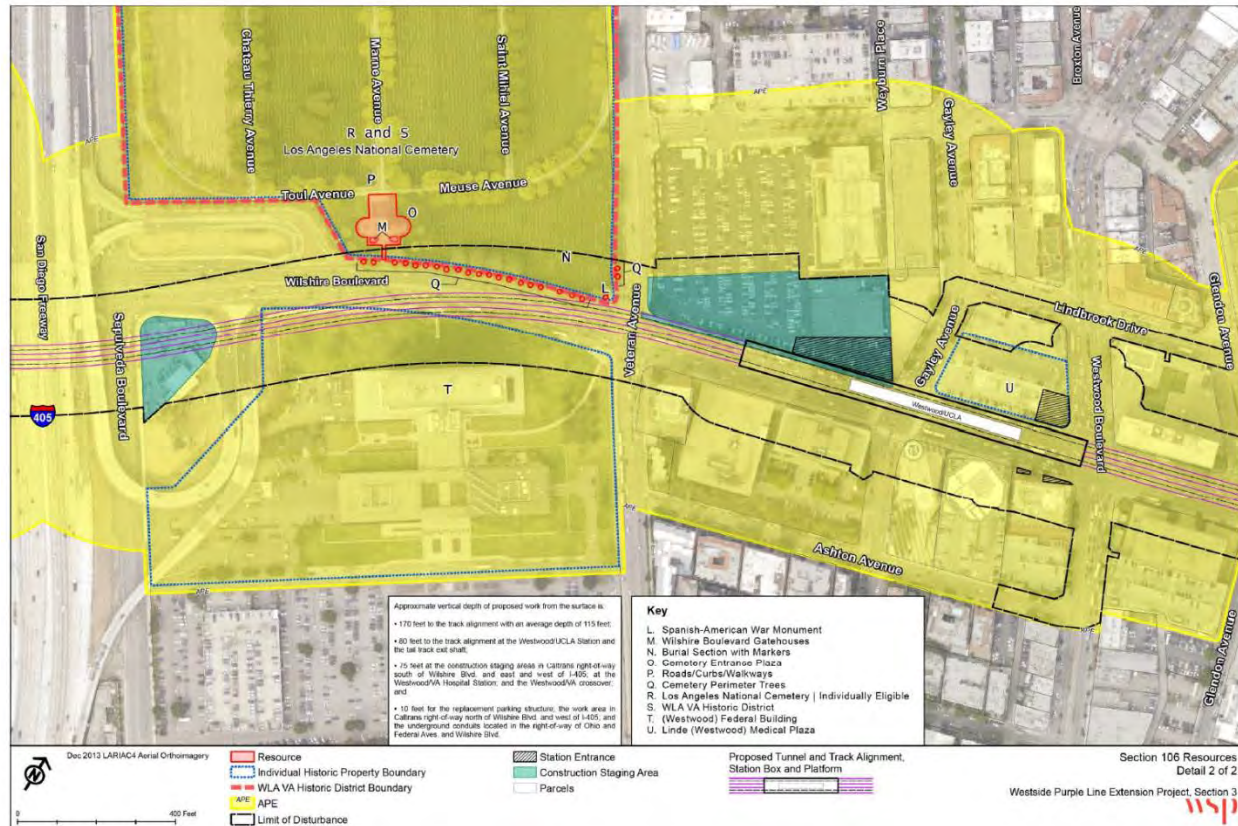 Chateau Thierry Avenue
Marne Avenue
Saint Mihiel Avenue
Weyburn Place
Broxton Avenue
APE
Gayley Avenue
R and S
Los Angeles National Cemetery
P
Meuse Avenue
Toul Avenue
O
M
San Diego Freeway
N
Q
Wilshire Boulevard
Q
L
Veteran Avenue
Lindbrook Drive
Glendon Avenue
Sepulveda Boulevard
Gayley Avenue
U
T
Westwood/UCLA
Westwood Boulevard
405
APE
Ashton Avenue
APE
APE
Glendon Avenue
Approximate vertical depth of proposed work from the surface is:
• 170 feet to the track alignment with an average depth of 115 feet;
• 80 feet to the track alignment at the Westwood/UCLA Station and
the tail track exit shaft;
• 75 feet at the construction staging areas in Caltrans right-of-way
south of Wilshire Blvd. and east and west of I-405; at the
Westwood/VA Hospital Station; and the Westwood/VA crossover;
and
• 10 feet for the replacement parking structure; the work area in
Caltrans right-of-way north of Wilshire Blvd. and west of I-405; and
the underground conduits located in the right-of-way of Ohio and
Federal Aves. and Wilshire Blvd.
Key
L. Spanish-American War Monument
M. Wilshire Boulevard Gatehouses
N. Burial Section with Markers
O. Cemetery Entrance Plaza
P. Roads/Curbs/Walkways
Q. Cemetery Perimeter Trees
R. Los Angeles National Cemetery | Individually Eligible
S. WLA VA Historic District
T. (Westwood) Federal Building
U. Linde (Westwood) Medical Plaza
N
Dec 2013 LARIAC4 Aerial Orthoimagery
0 400 Feet
Resource
Individual Historic Property Boundary
WLA VA Historic District Boundary
APE APE
Limit of Disturbance
Station Entrance
Construction Staging Area
Parcels
Proposed Tunnel and Track Alignment,
Station Box and Platform
Section 106 Resources
Detail 2 of 2
Westside Purple Line Extension Project, Section 3
wsp